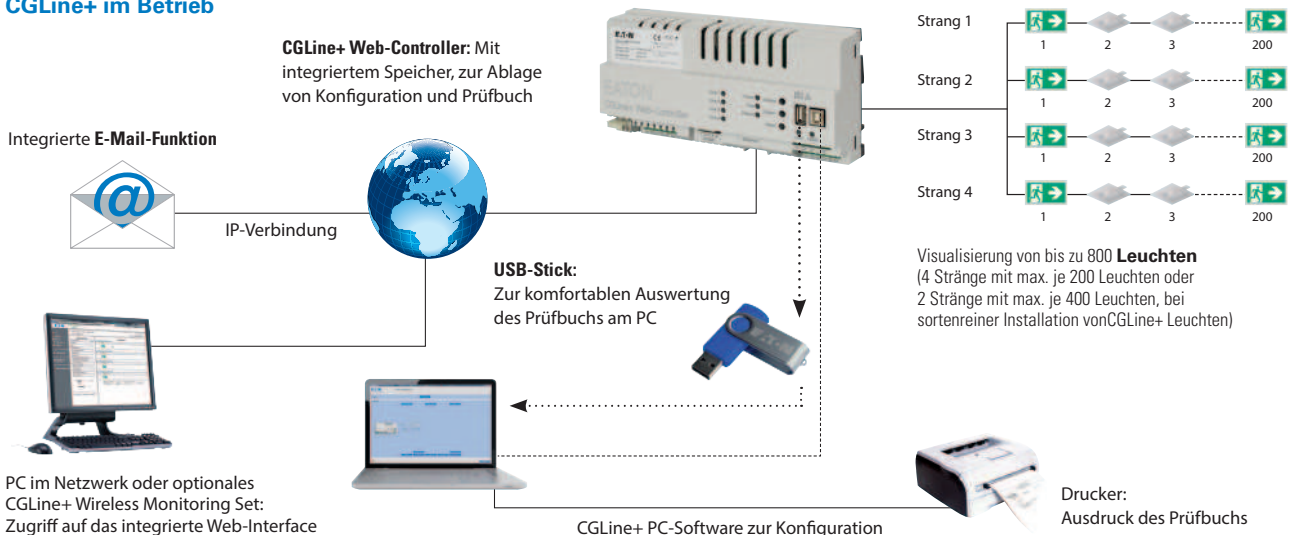 CGLine+ im Betrieb
CGLine+ Web-Controller: Mit
integriertem Speicher, zur Ablage
von Konfiguration und Prüfbuch
Integrierte E-Mail-Funktion
@
IP-Verbindung
EATON
CGLine+ Web-Controller
Strang 1
1 2 3 200
Strang 2
1 2 3 200
Strang 3
1 2 3 200
Strang 4
1 2 3 200
Visualisierung von bis zu 800 Leuchten
(4 Stränge mit max. je 200 Leuchten oder
2 Stränge mit max. je 400 Leuchten, bei
sortenreiner Installation vonCGLine+ Leuchten)
USB-Stick:
Zur komfortablen Auswertung
des Prüfbuchs am PC
PC im Netzwerk oder optionales
CGLine+ Wireless Monitoring Set:
Zugriff auf das integrierte Web-Interface
CGLine+ PC-Software zur Konfiguration
Drucker:
Ausdruck des Prüfbuchs